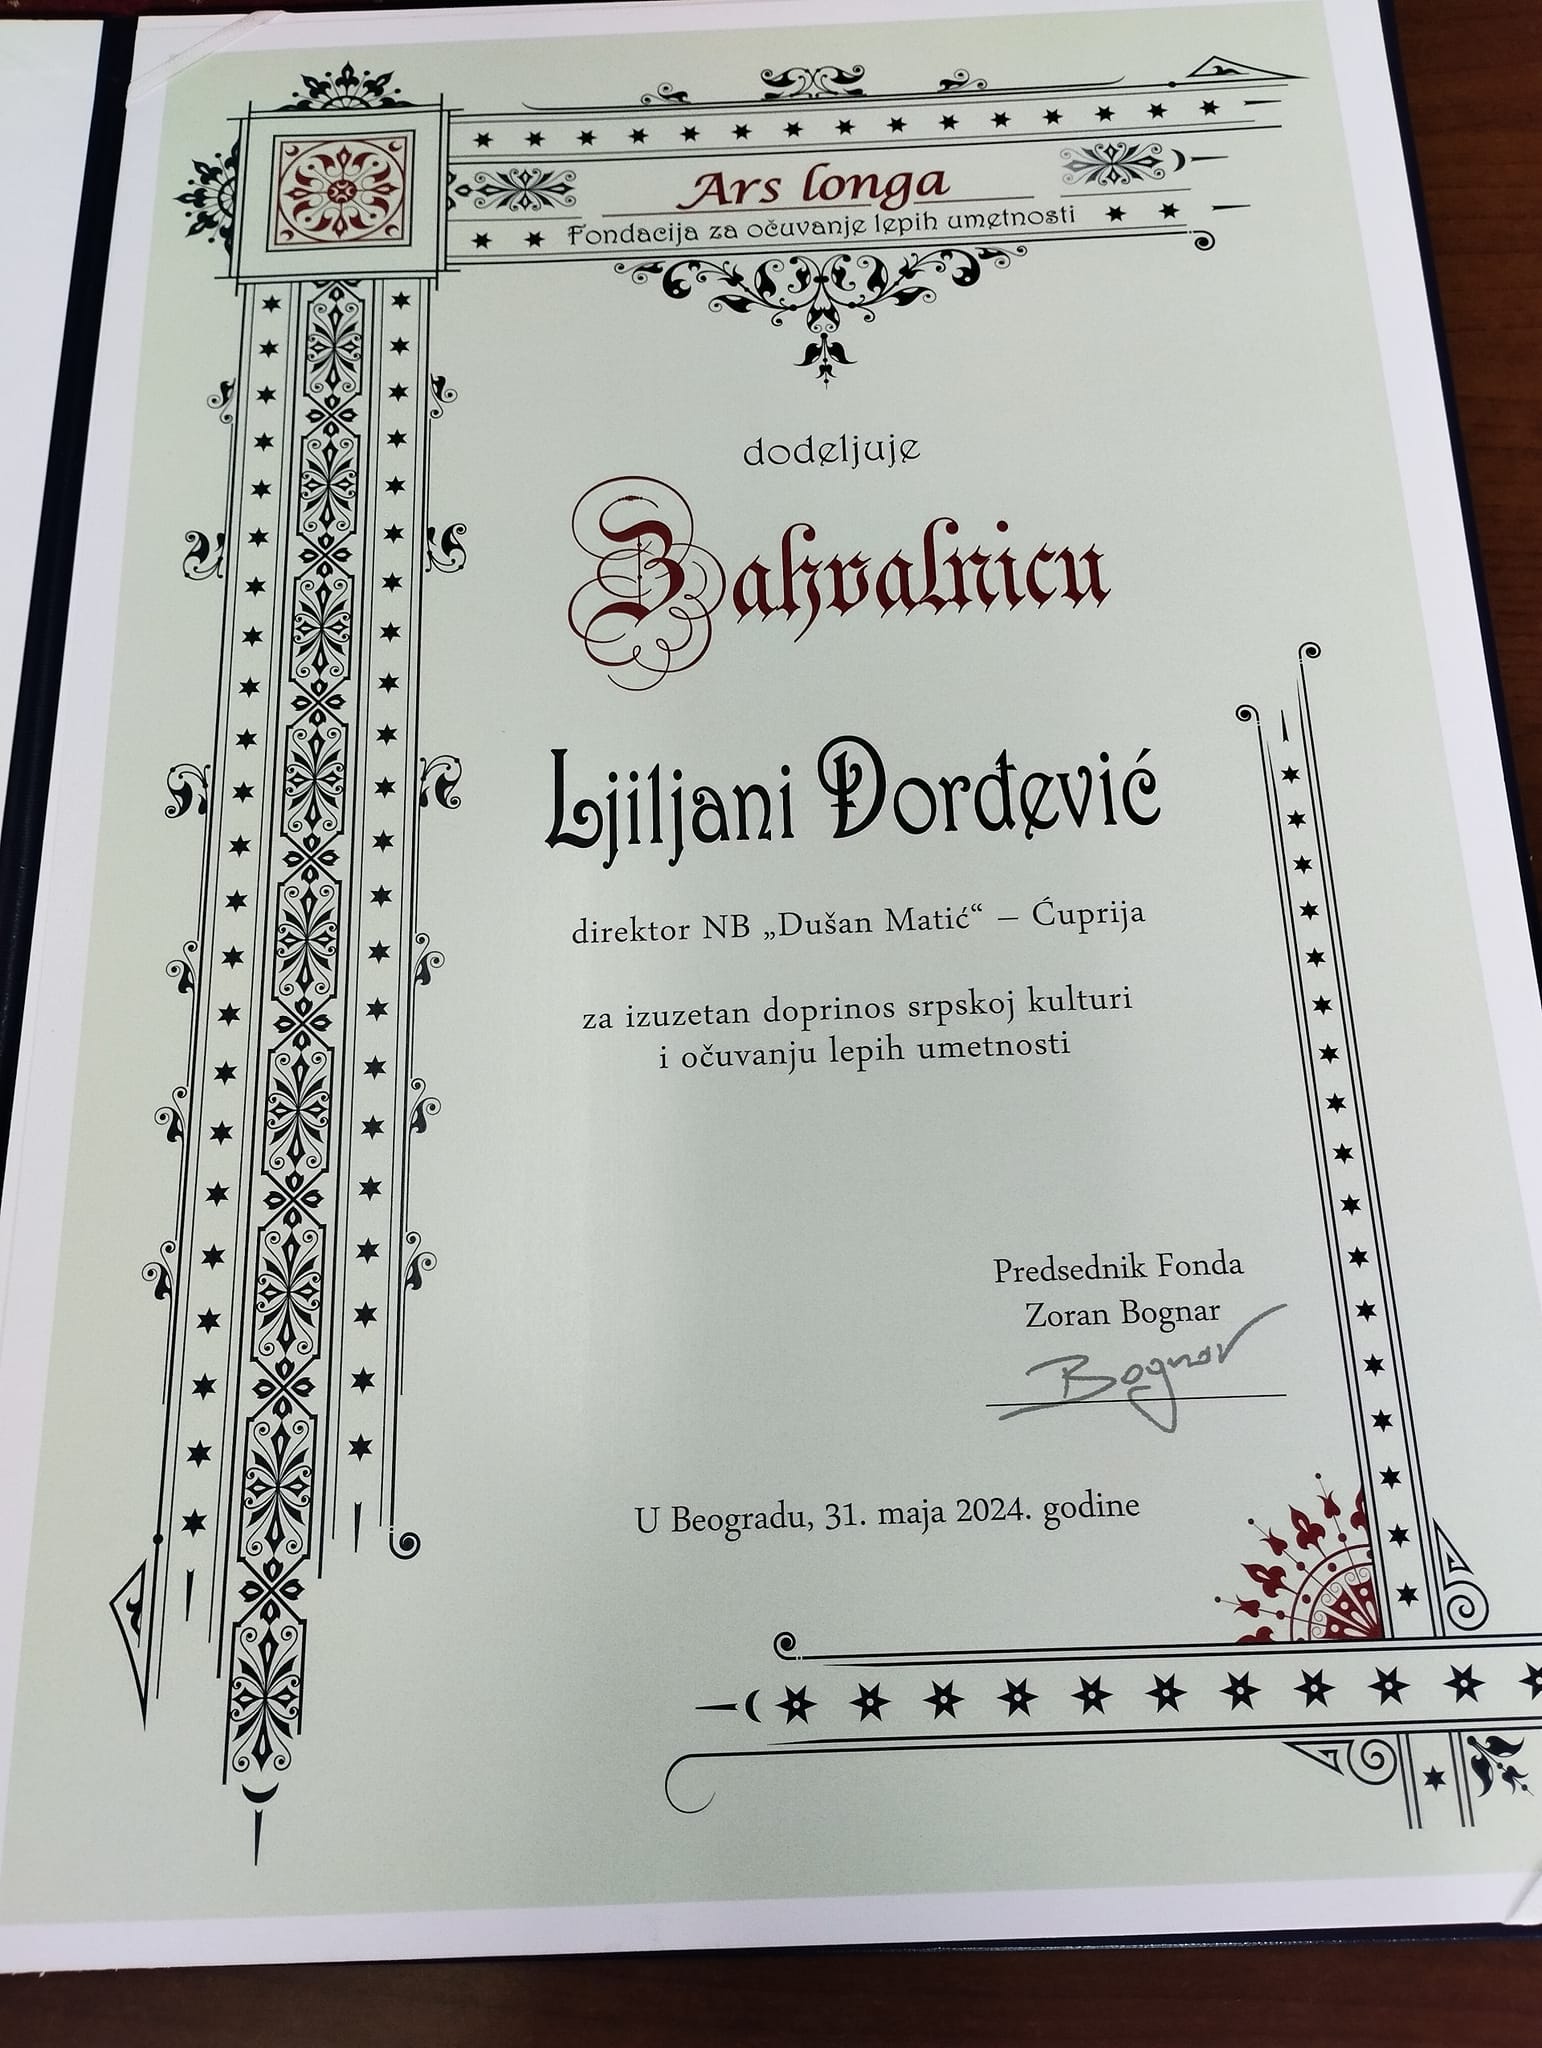 Ars longa
Fondacija za očuvanje lepih umetnosti
dodeljuje
Zahvalnicu
Ljiljani Đorđević
direktor NB „Dušan Matić“ – Ćuprija
za izuzetan doprinos srpskoj kulturi
i očuvanju lepih umetnosti
Predsednik Fonda
Zoran Bognar
Bognar
U Beogradu, 31. maja 2024. godine